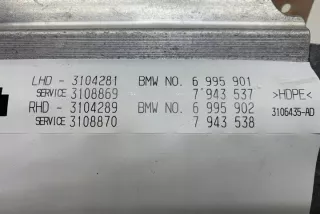 LHD - 3104281 BMW NO. 6 995 901
SERVICE 3108869 7 943 537
RHD - 3104289 BMW NO. 6 995 902
SERVICE 3108870 7 943 538
>HDPE<
3106435-AD